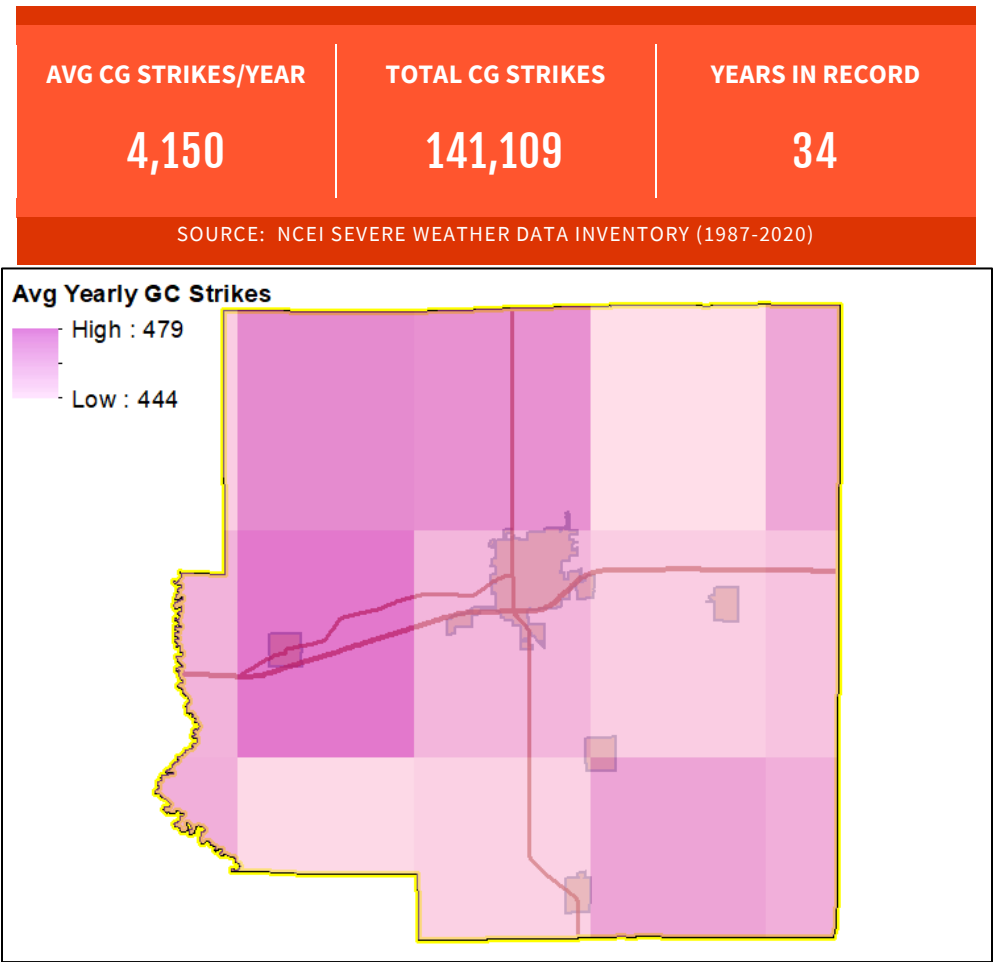 AVG CG STRIKES/YEAR
4,150
TOTAL CG STRIKES
141,109
YEARS IN RECORD
34
SOURCE: NCEI SEVERE WEATHER DATA INVENTORY (1987-2020)
Avg Yearly GC Strikes
High : 479
Low : 444